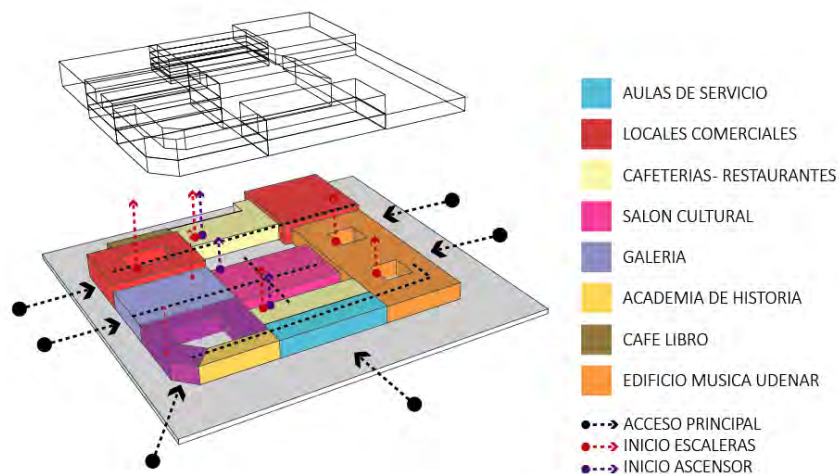 AULAS DE SERVICIO
LOCALES COMERCIALES
CAFETERIAS- RESTAURANTES
SALON CULTURAL
GALERIA
ACADEMIA DE HISTORIA
CAFE LIBRO
EDIFICIO MUSICA UDENAR
ACCESO PRINCIPAL
INICIO ESCALERAS
INICIO ASCENSOR